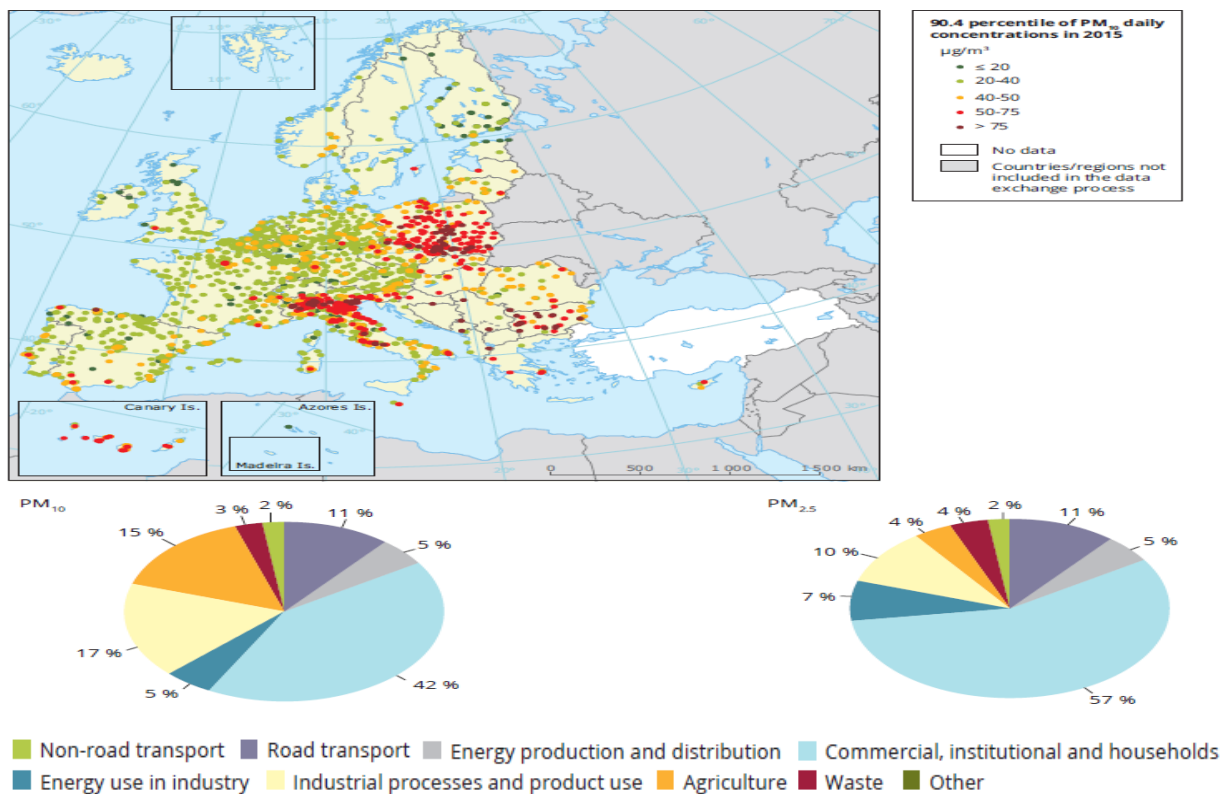 90.4 percentile of PM₁₀ daily
concentrations in 2015
µg/m³
≤ 20
20-40
40-50
50-75
> 75
No data
Countries/regions not
included in the data
exchange process
Canary Is.
Azores Is.
Madeira Is.
0 500 1 000 1 500 km
PM₁₀
2 %
11 %
5 %
42 %
5 %
17 %
15 %
3 %
PM₂.₅
2 %
11 %
5 %
57 %
7 %
10 %
4 %
4 %
Non-road transport Road transport Energy production and distribution Commercial, institutional and households
Energy use in industry Industrial processes and product use Agriculture Waste Other